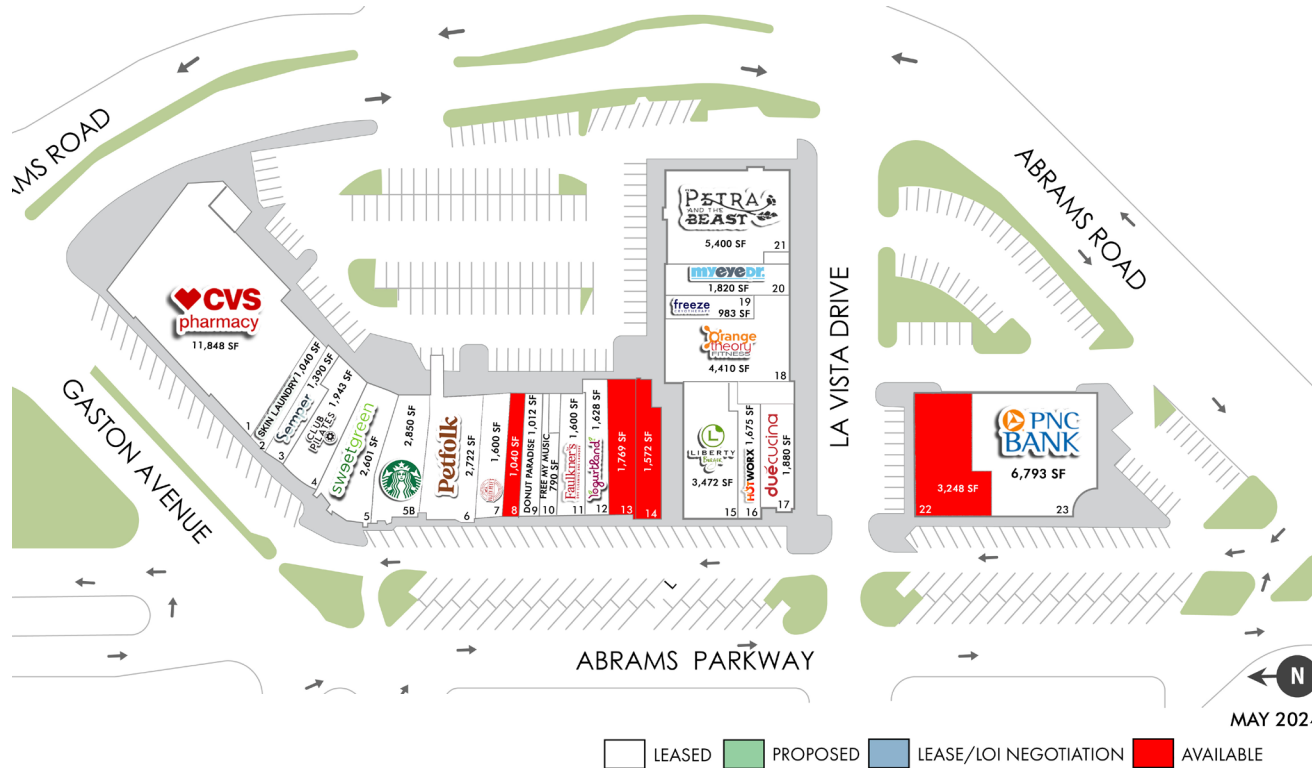 AMS ROAD
ABRAMS ROAD
LA VISTA DRIVE
GASTON AVENUE
ABRAMS PARKWAY
CVS
pharmacy
11,848 SF
1
SKIN LAUNDRY 1,040 SF
2
Semper 1,390 SF
3
CLUB
PILATES
1,943 SF
4
sweetgreen
2,601 SF
5
2,850 SF
5B
Petfolk
2,722 SF
6
1,600 SF
7
1,040 SF
8
DONUT PARADISE 1,012 SF
9
FREE MY MUSIC
790 SF
10
Faulkner's
1,600 SF
11
yogurtland
1,628 SF
12
1,769 SF
13
1,572 SF
14
PETRA
AND THE
BEAST
5,400 SF
21
myeyedr.
1,820 SF
20
freeze
CRYOTHERAPY
19
983 SF
Orange
theory
FITNESS
4,410 SF
18
L
LIBERTY
3,472 SF
15
HOTWORX 1,675 SF
16
duécucina
1,880 SF
17
3,248 SF
22
PNC
BANK
6,793 SF
23
N
MAY 202
LEASED
PROPOSED
LEASE/LOI NEGOTIATION
AVAILABLE